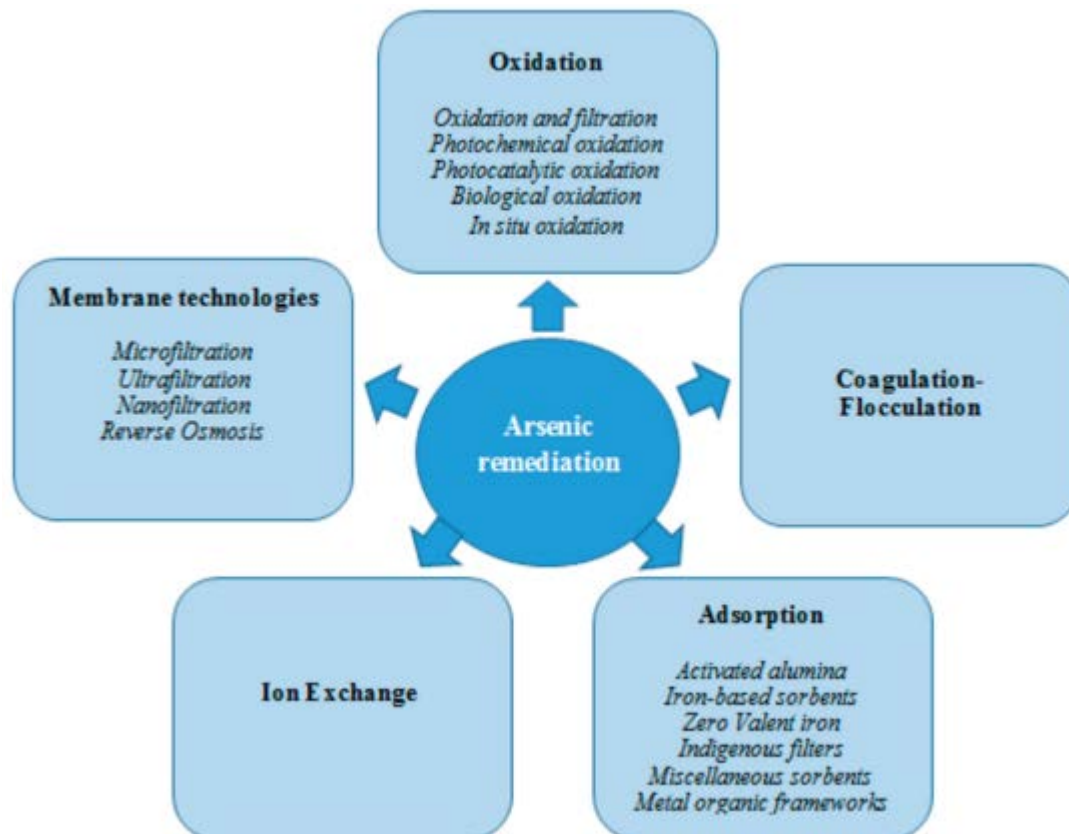 Oxidation
Oxidation and filtration
Photochemical oxidation
Photocatalytic oxidation
Biological oxidation
In situ oxidation
Membrane technologies
Microfiltration
Ultrafiltration
Nanofiltration
Reverse Osmosis
Arsenic
remediation
Coagulation-
Flocculation
Ion Exchange
Adsorption
Activated alumina
Iron-based sorbents
Zero Valent iron
Indigenous filters
Miscellaneous sorbents
Metal organic frameworks